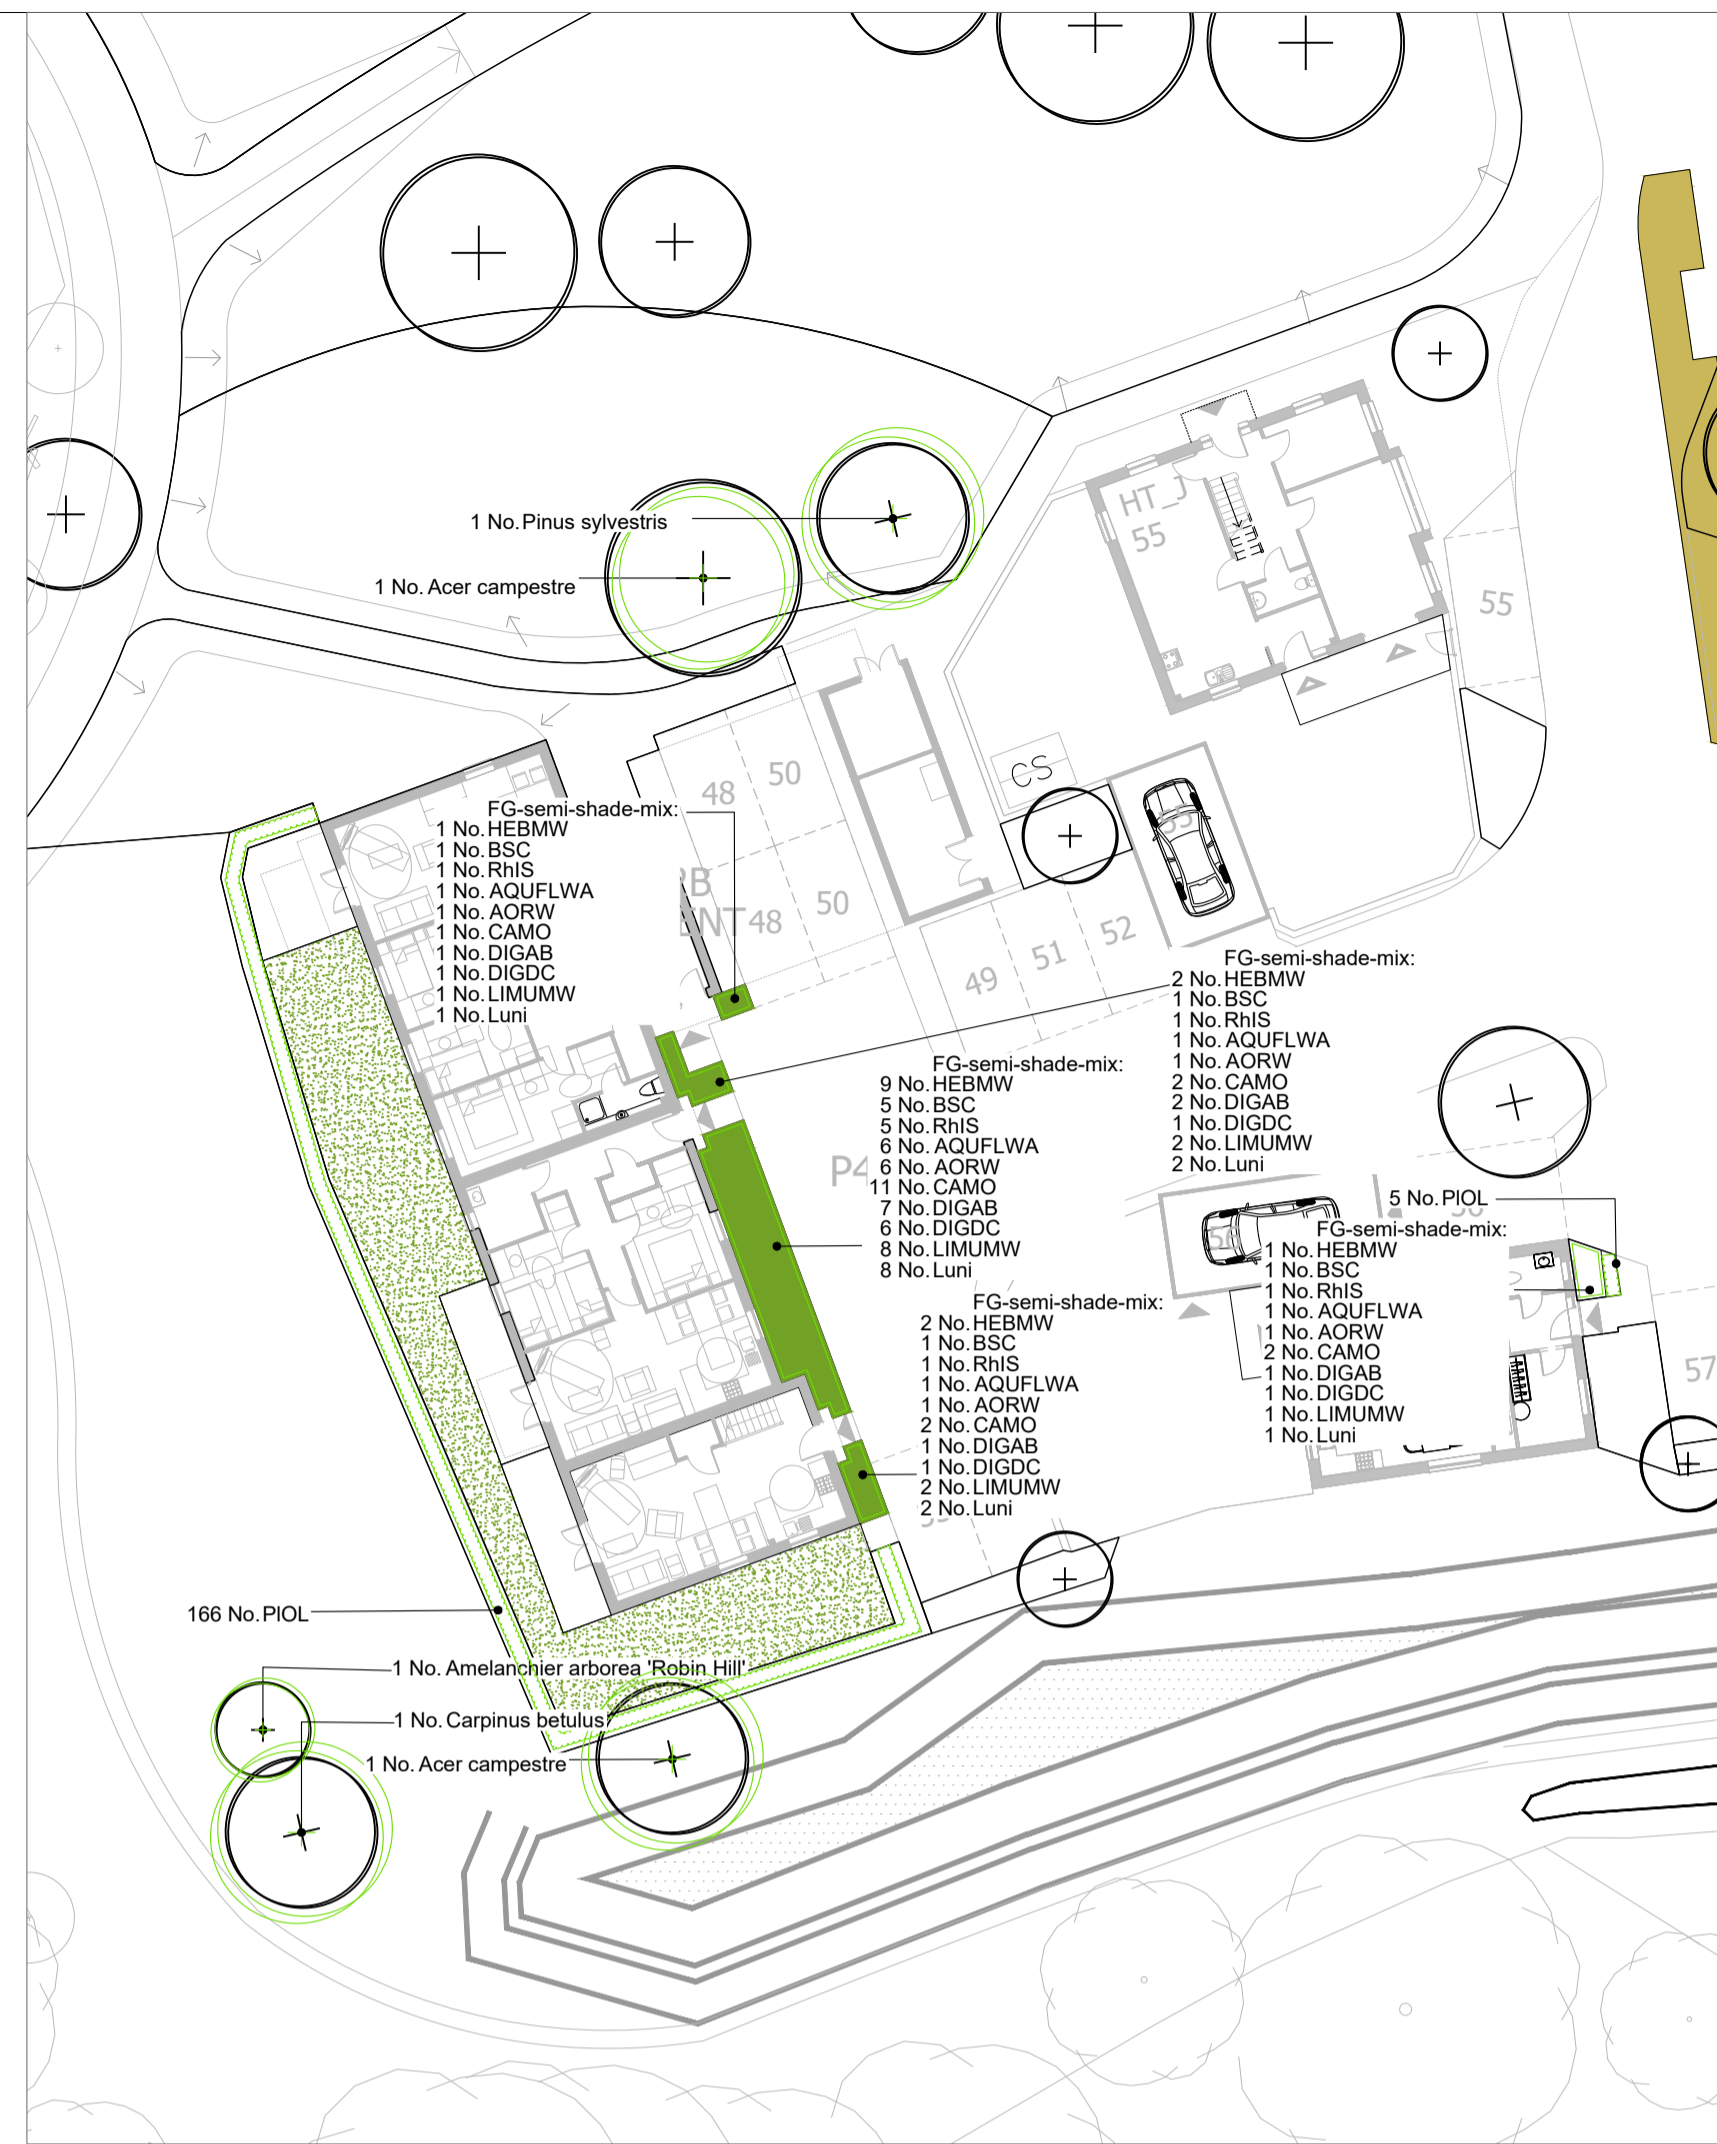 HT_J
55
55
1 No. Pinus sylvestris
1 No. Acer campestre
CS
55
48
50
48
50
49
51
52
FG-semi-shade-mix:
1 No. HEBMW
1 No. BSC
1 No. RhIS
1 No. AQUFLWA
1 No. AORW
1 No. CAMO
1 No. DIGAB
1 No. DIGDC
1 No. LIMUMW
1 No. Luni
FG-semi-shade-mix:
2 No. HEBMW
1 No. BSC
1 No. RhIS
1 No. AQUFLWA
1 No. AORW
2 No. CAMO
2 No. DIGAB
1 No. DIGDC
2 No. LIMUMW
2 No. Luni
FG-semi-shade-mix:
9 No. HEBMW
5 No. BSC
5 No. RhIS
6 No. AQUFLWA
6 No. AORW
11 No. CAMO
7 No. DIGAB
6 No. DIGDC
8 No. LIMUMW
8 No. Luni
5 No. PIOL
56
FG-semi-shade-mix:
1 No. HEBMW
1 No. BSC
1 No. RhIS
1 No. AQUFLWA
1 No. AORW
2 No. CAMO
1 No. DIGAB
1 No. DIGDC
1 No. LIMUMW
1 No. Luni
57
FG-semi-shade-mix:
2 No. HEBMW
1 No. BSC
1 No. RhIS
1 No. AQUFLWA
1 No. AORW
2 No. CAMO
1 No. DIGAB
1 No. DIGDC
2 No. LIMUMW
2 No. Luni
166 No. PIOL
1 No. Amelanchier arborea 'Robin Hill'
1 No. Carpinus betulus
1 No. Acer campestre